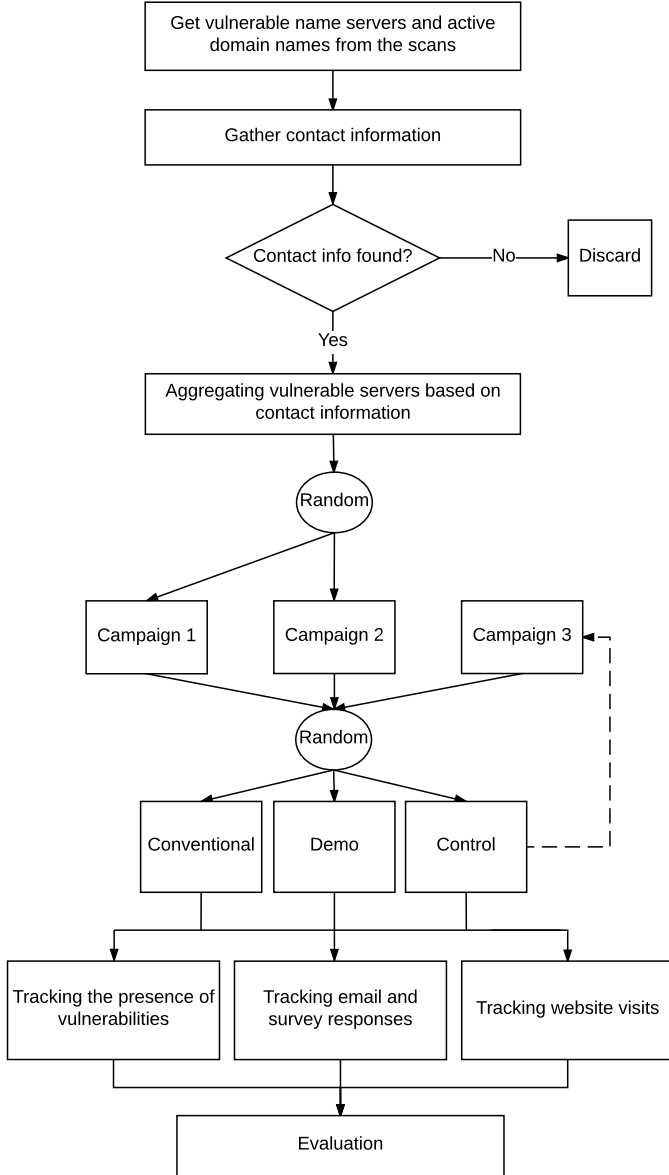 Get vulnerable name servers and active
domain names from the scans
Gather contact information
Contact info found?
No
Discard
Yes
Aggregating vulnerable servers based on
contact information
Random
Campaign 1
Campaign 2
Campaign 3
Random
Conventional
Demo
Control
Tracking the presence of
vulnerabilities
Tracking email and
survey responses
Tracking website visits
Evaluation